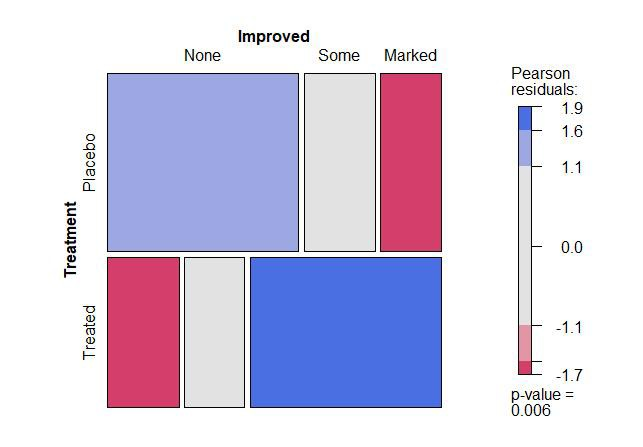 Improved
None Some Marked
Treatment
Placebo
Treated
Pearson
residuals:
1.9
1.6
1.1
0.0
-1.1
-1.7
p-value =
0.006